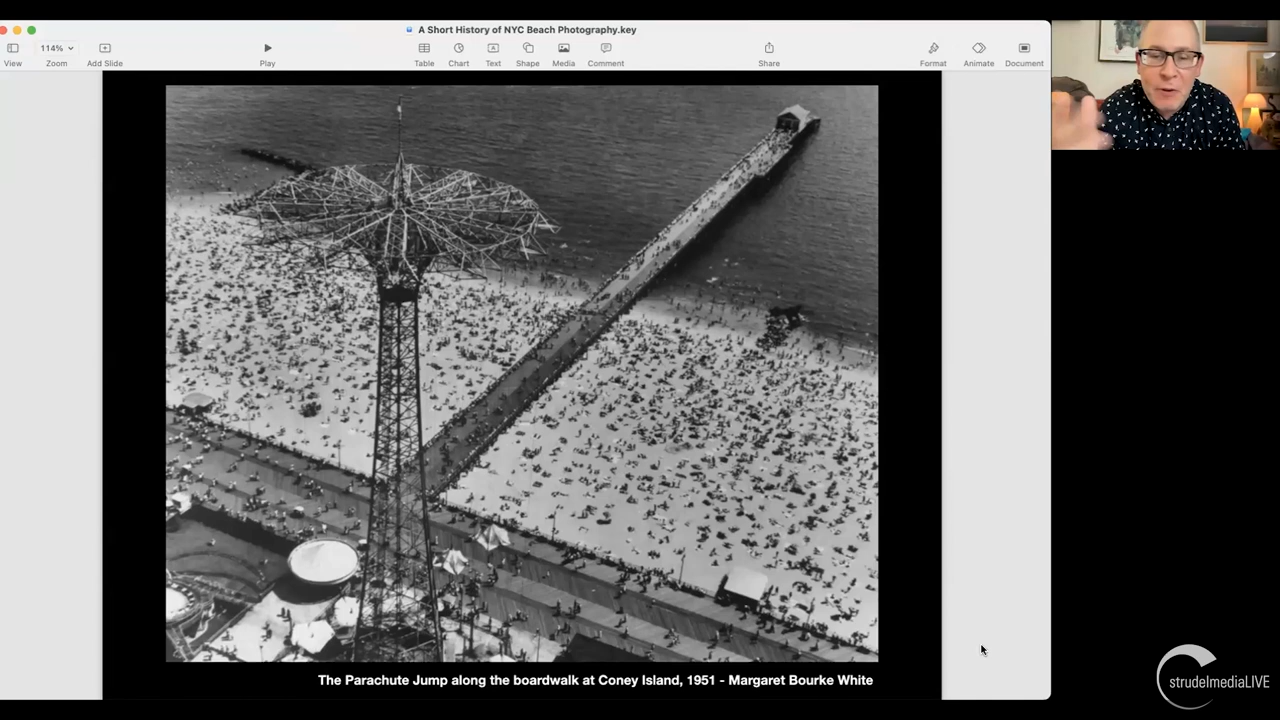 A Short History of NYC Beach Photography.key
114%
View
Zoom
Add Slide
Play
Table
Chart
Text
Shape
Media
Comment
Share
Format
Animate
Document
The Parachute Jump along the boardwalk at Coney Island, 1951 - Margaret Bourke White
strudelmediaLIVE